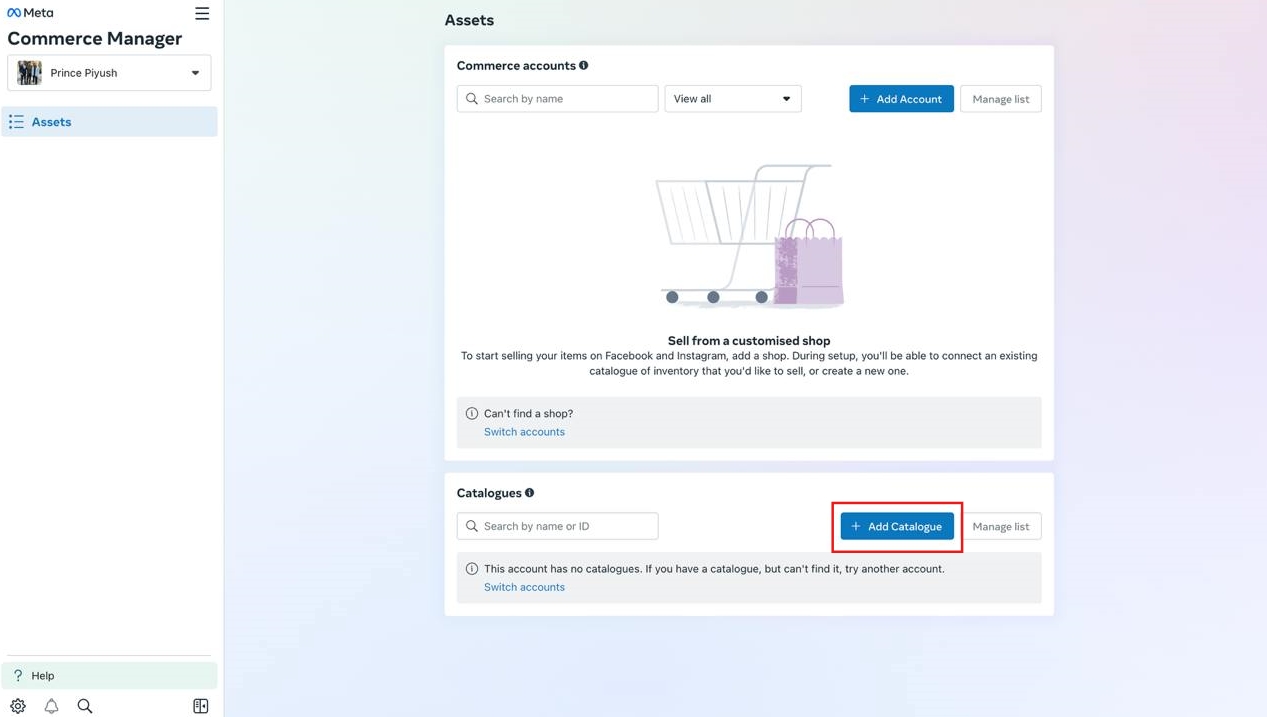 Meta
Commerce Manager
Prince Piyush
Assets
Help
Assets
Commerce accounts
Search by name
View all
+ Add Account
Manage list
Sell from a customised shop
To start selling your items on Facebook and Instagram, add a shop. During setup, you'll be able to connect an existing
catalogue of inventory that you'd like to sell, or create a new one.
Can't find a shop?
Switch accounts
Catalogues
Search by name or ID
+ Add Catalogue
Manage list
This account has no catalogues. If you have a catalogue, but can't find it, try another account.
Switch accounts